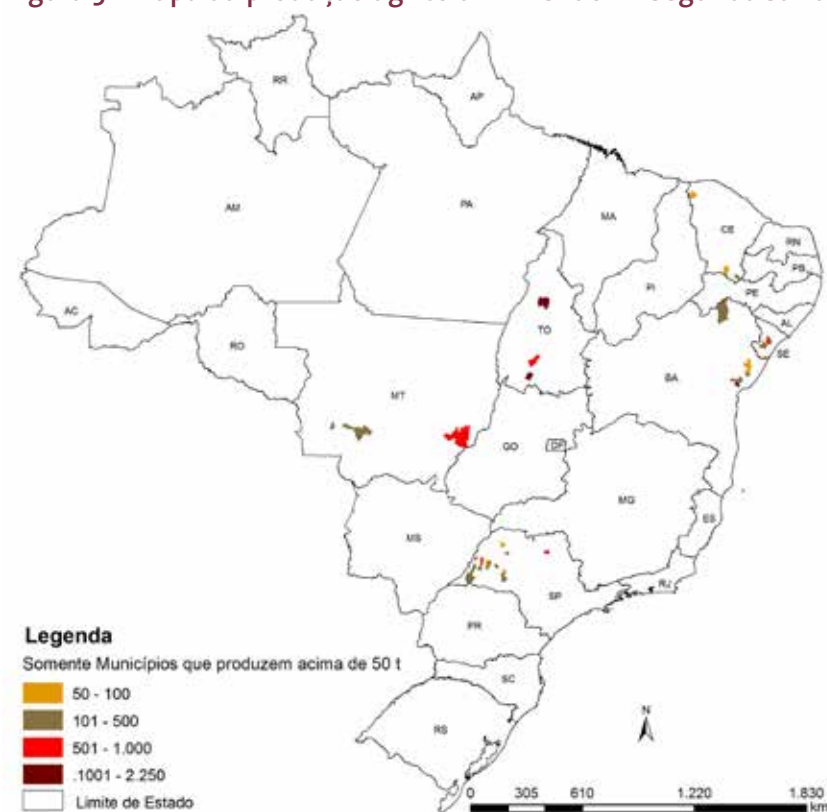 RR
AP
AM
PA
MA
CE
RN
PB
PI
PE
AC
AL
TO
SE
RO
BA
MT
GO
DF
MG
ES
MS
SP
RJ
PR
SC
RS
Legenda
Somente Municípios que produzem acima de 50 t
50 - 100
101 - 500
501 - 1.000
.1001 - 2.250
Limite de Estado
N
0 305 610 1.220 1.830
km